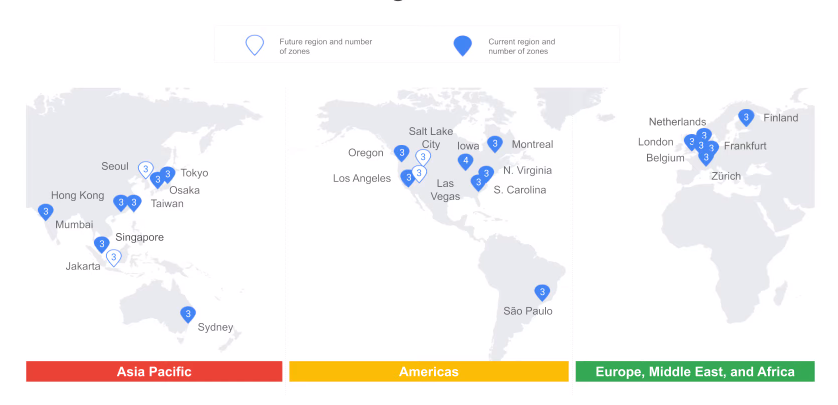 Future region and number
of zones
Current region and
number of zones
Seoul
3
3
3
Tokyo
Osaka
Hong Kong
3
3
Taiwan
3
Mumbai
Singapore
3
Jakarta
3
3
Sydney
Asia Pacific
Salt Lake
City
Iowa
3
Montreal
Oregon
3
3
4
Los Angeles
3
3
3
N. Virginia
Las
Vegas
3
S. Carolina
3
São Paulo
Americas
3
Finland
Netherlands
3
London
3
3
3
Frankfurt
Belgium
3
Zürich
Europe, Middle East, and Africa